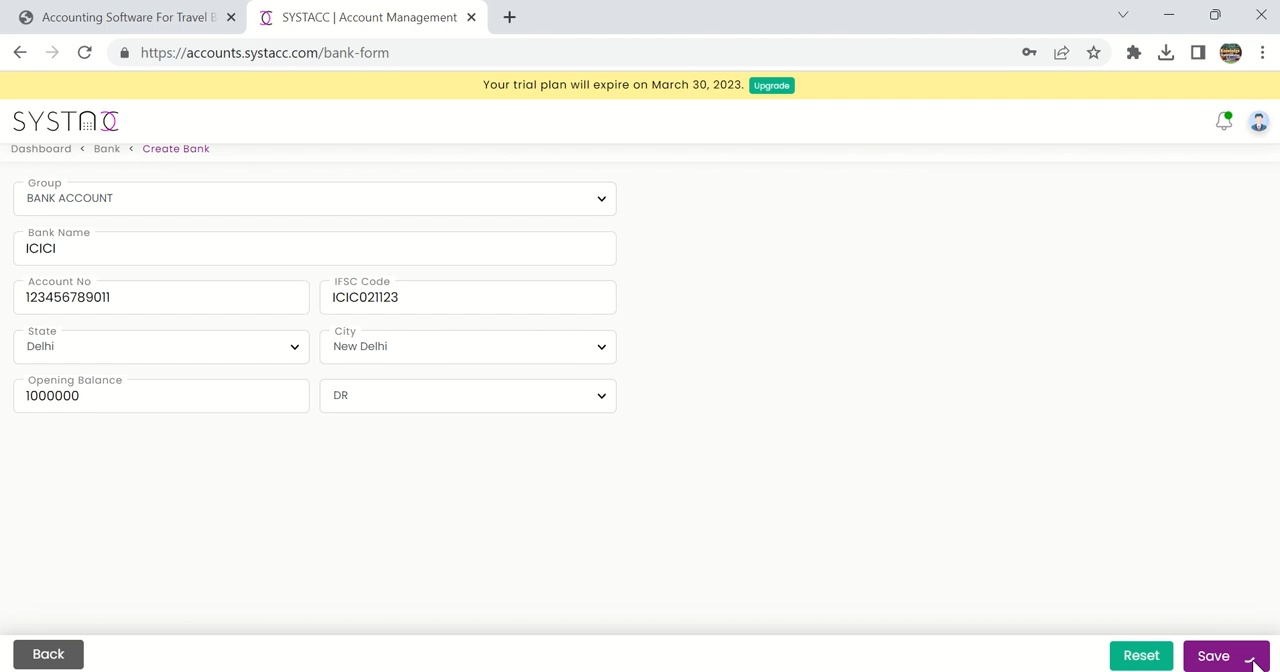 Accounting Software For Travel B
SYSTACC | Account Management
https://accounts.systacc.com/bank-form
Your trial plan will expire on March 30, 2023. Upgrade
SYSTACC
Dashboard < Bank < Create Bank
Group
BANK ACCOUNT
Bank Name
ICICI
Account No
123456789011
IFSC Code
ICIC021123
State
Delhi
City
New Delhi
Opening Balance
1000000
DR
Back
Reset
Save